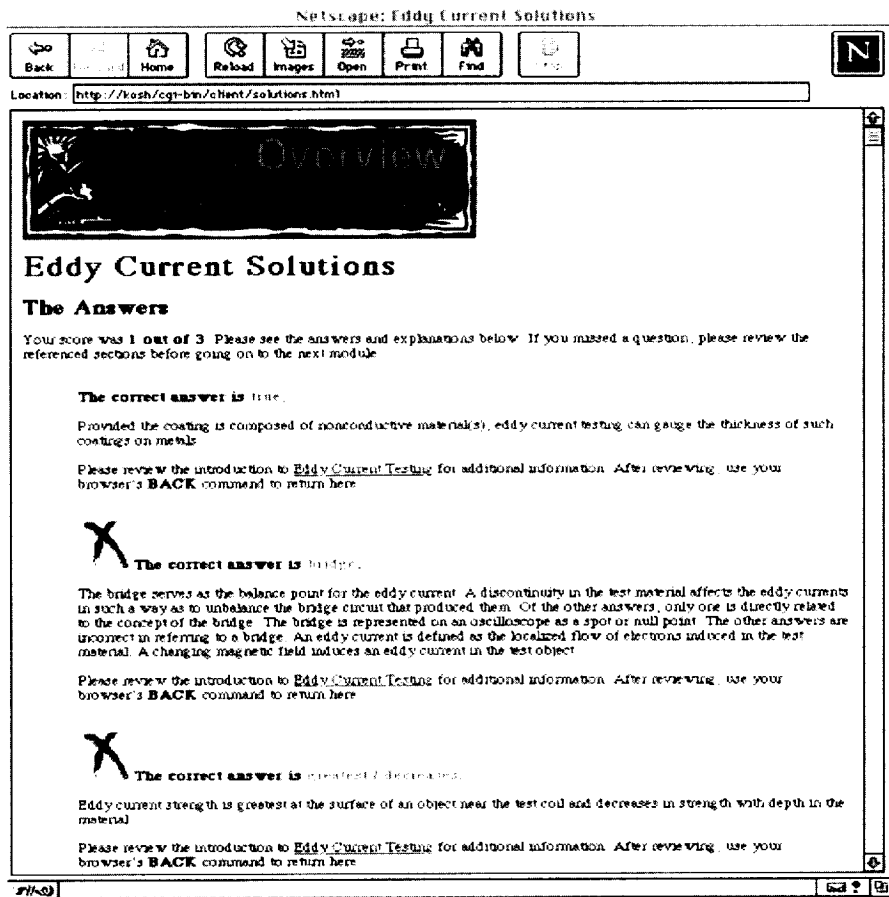 Netscape: Eddy Current Solutions
Back Forward Home Reload Images Open Print Find
N
Location: http://kosh/cgi-bin/client/solutions.html
Overview
Eddy Current Solutions
The Answers
Your score was 1 out of 3. Please see the answers and explanations below. If you missed a question, please review the
referenced sections before going on to the next module
The correct answer is true.
Provided the coating is composed of nonconductive material(s), eddy current testing can gauge the thickness of such
coatings on metals
Please review the introduction to Eddy Current Testing for additional information. After reviewing, use your
browser's BACK command to return here
The correct answer is bridge.
The bridge serves as the balance point for the eddy current. A discontinuity in the test material affects the eddy currents
in such a way as to unbalance the bridge circuit that produced them. Of the other answers, only one is directly related
to the concept of the bridge. The bridge is represented on an oscilloscope as a spot or null point. The other answers are
incorrect in referring to a bridge. An eddy current is defined as the localized flow of electrons induced in the test
material. A changing magnetic field induces an eddy current in the test object
Please review the introduction to Eddy Current Testing for additional information. After reviewing, use your
browser's BACK command to return here
The correct answer is greatest / decreases.
Eddy current strength is greatest at the surface of an object near the test coil and decreases in strength with depth in the
material
Please review the introduction to Eddy Current Testing for additional information. After reviewing, use your
browser's BACK command to return here